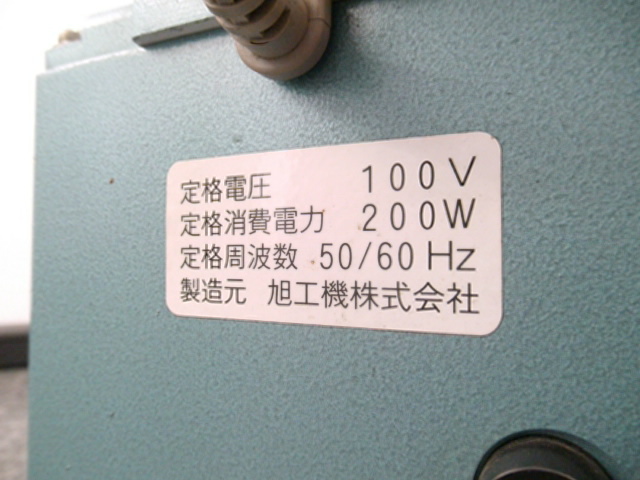 定格電圧 100V
定格消費電力 200W
定格周波数 50/60 Hz
製造元 旭工機株式会社